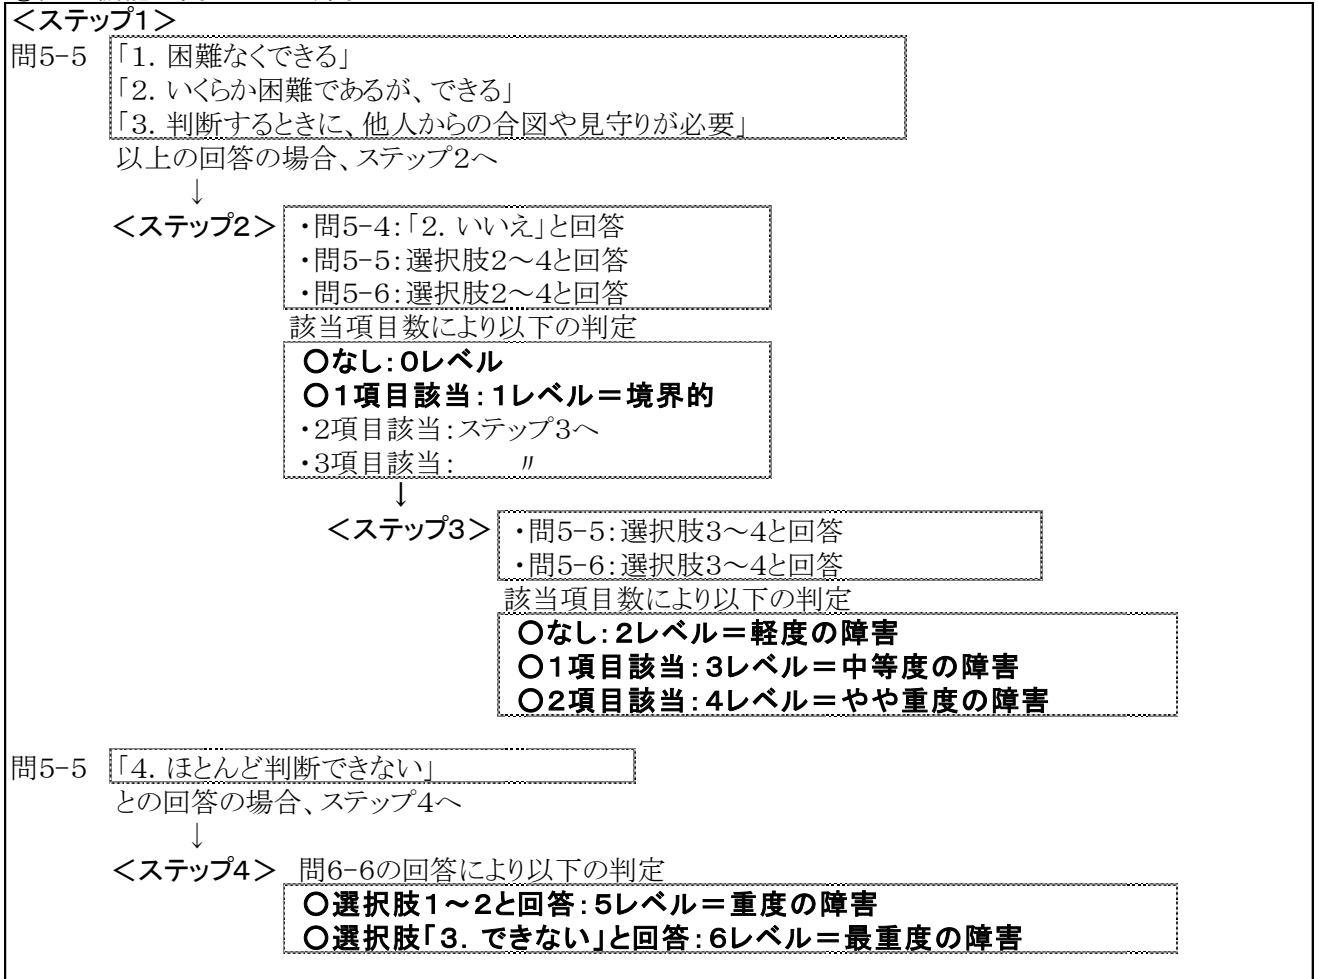 ＜ステップ1＞
問5-5 「1. 困難なくできる」
「2. いくらか困難であるが、できる」
「3. 判断するときに、他人からの合図や見守りが必要」
以上の回答の場合、ステップ2へ
↓
＜ステップ2＞ ・問5-4:「2. いいえ」と回答
・問5-5:選択肢2～4と回答
・問5-6:選択肢2～4と回答
該当項目数により以下の判定
○なし:0レベル
○1項目該当:1レベル＝境界的
・2項目該当:ステップ3へ
・3項目該当: 〃
↓
＜ステップ3＞ ・問5-5:選択肢3～4と回答
・問5-6:選択肢3～4と回答
該当項目数により以下の判定
○なし:2レベル＝軽度の障害
○1項目該当:3レベル＝中等度の障害
○2項目該当:4レベル＝やや重度の障害
問5-5 「4. ほとんど判断できない」
との回答の場合、ステップ4へ
↓
＜ステップ4＞ 問6-6の回答により以下の判定
○選択肢1～2と回答:5レベル＝重度の障害
○選択肢「3. できない」と回答:6レベル＝最重度の障害